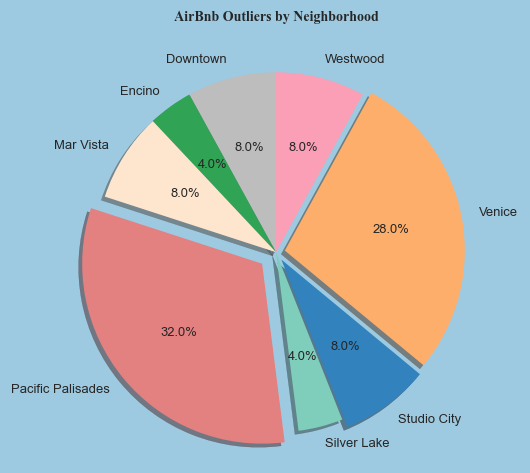 AirBnb Outliers by Neighborhood
Downtown
Westwood
Encino
8.0%
8.0%
Mar Vista
4.0%
8.0%
Venice
28.0%
32.0%
8.0%
4.0%
Pacific Palisades
Studio City
Silver Lake